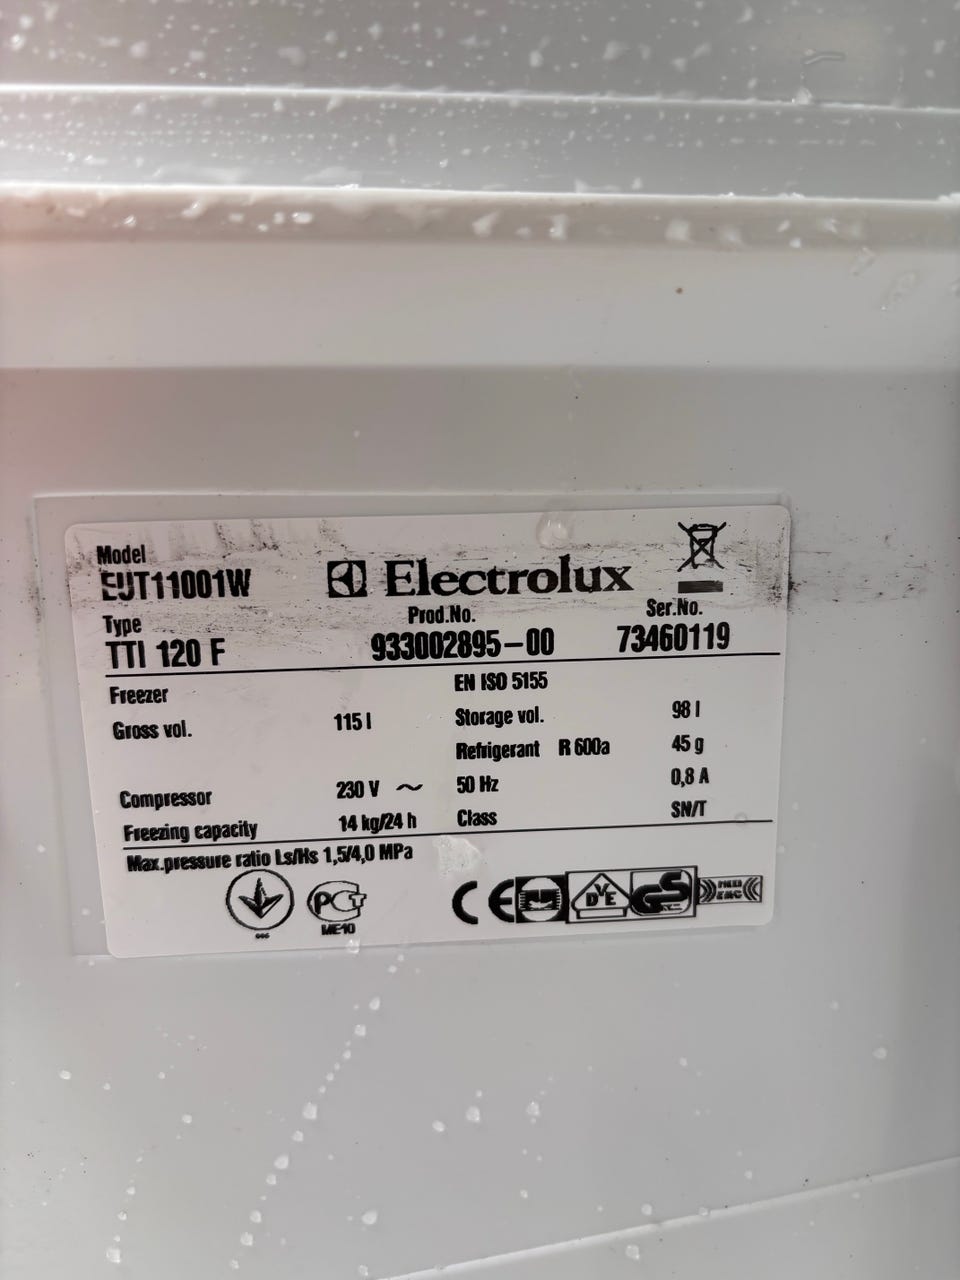 Model
EUT11001W
Electrolux
Type
Prod.No.
Ser.No.
TTI 120 F
933002895-00
73460119
Freezer
EN ISO 5155
Gross vol. 115 l
Storage vol. 98 l
Refrigerant R 600a 45 g
Compressor 230 V ~ 50 Hz 0,8 A
Freezing capacity 14 kg/24 h Class SN/T
Max.pressure ratio Ls/Hs 1,5/4,0 MPa
PCT
ME10
CE
DVE
GS